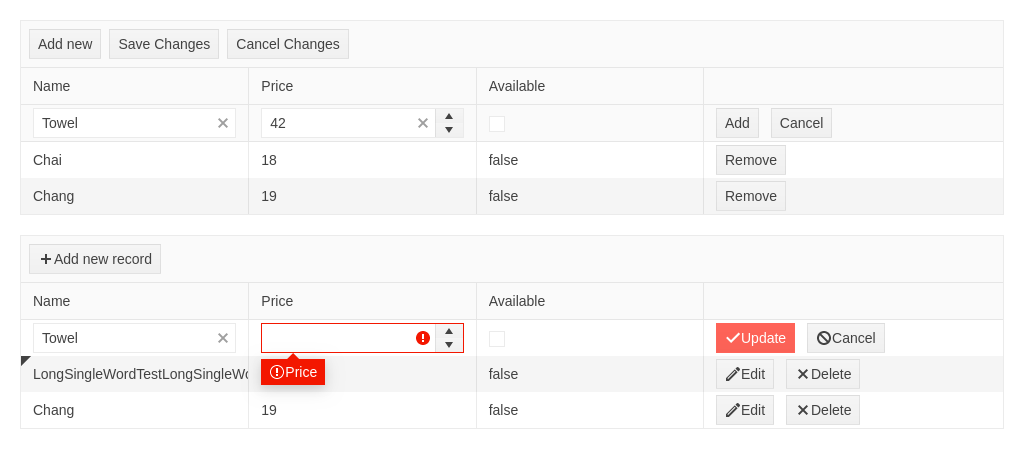 Add new Save Changes Cancel Changes
Name Price Available
Towel 42 Add Cancel
Chai 18 false Remove
Chang 19 false Remove
Add new record
Name Price Available
Towel Update Cancel
LongSingleWordTestLongSingleWo Price false Edit Delete
Chang 19 false Edit Delete